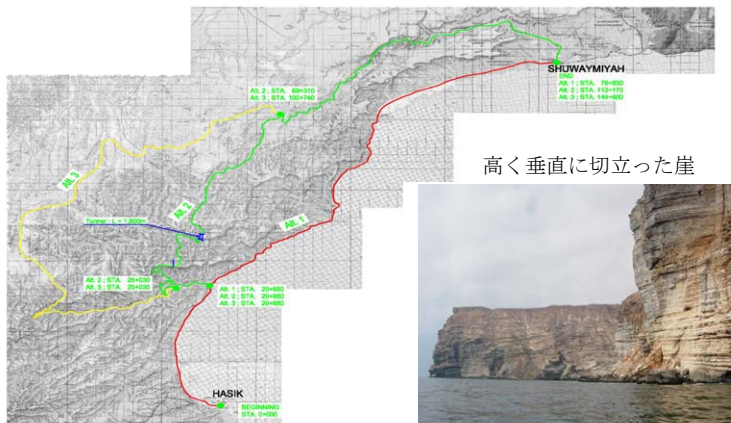 SHUWAYMIYAH
END
Alt. 1 ; STA. 76+830
Alt. 2 ; STA. 112+170
Alt. 3 ; STA. 144+600
Alt. 2 ; STA. 68+310
Alt. 3 ; STA. 100+740
Alt. 3
Alt. 2
Alt. 1
Tunnel : L = 1,600m
Alt. 2 ; STA. 26+030
Alt. 3 ; STA. 25+030
Alt. 1 ; STA. 20+680
Alt. 2 ; STA. 20+680
Alt. 3 ; STA. 20+680
HASIK
BEGINNING
STA. 0+000
高く垂直に切立った崖